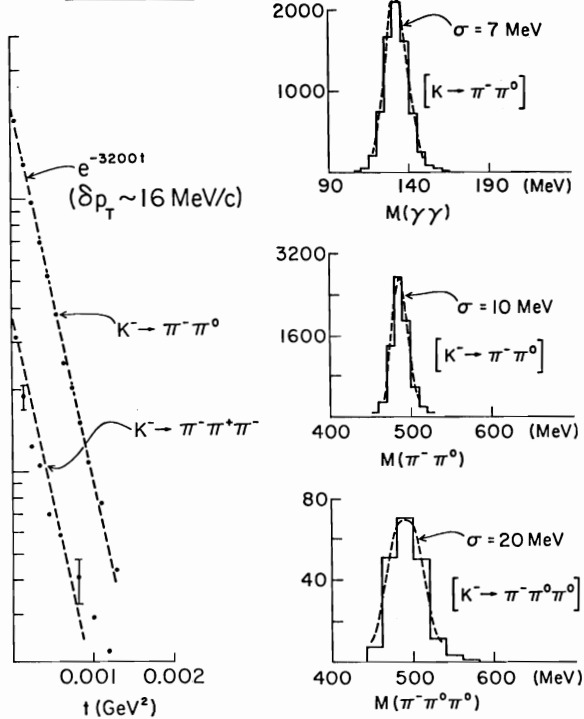 e^{-3200t}
(δp_T ~ 16 MeV/c)
K⁻→ π⁻π⁰
K⁻→ π⁻π⁺π⁻
0.001 0.002
t (GeV²)
2000
1000
σ = 7 MeV
[K → π⁻π⁰]
90 140 190 (MeV)
M(γγ)
3200
1600
σ = 10 MeV
[K⁻→ π⁻π⁰]
400 500 600 (MeV)
M(π⁻π⁰)
80
40
σ = 20 MeV
[K⁻→ π⁻π⁰π⁰]
400 500 600 (MeV)
M(π⁻π⁰π⁰)